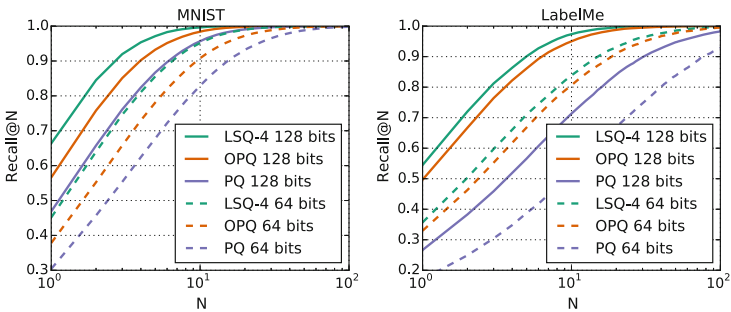 MNIST
1.0
0.9
0.8
0.7
0.6
0.5
0.4
0.3
Recall@N
LSQ-4 128 bits
OPQ 128 bits
PQ 128 bits
LSQ-4 64 bits
OPQ 64 bits
PQ 64 bits
10^0
10^1
10^2
N
LabelMe
1.0
0.9
0.8
0.7
0.6
0.5
0.4
0.3
0.2
Recall@N
LSQ-4 128 bits
OPQ 128 bits
PQ 128 bits
LSQ-4 64 bits
OPQ 64 bits
PQ 64 bits
10^0
10^1
10^2
N